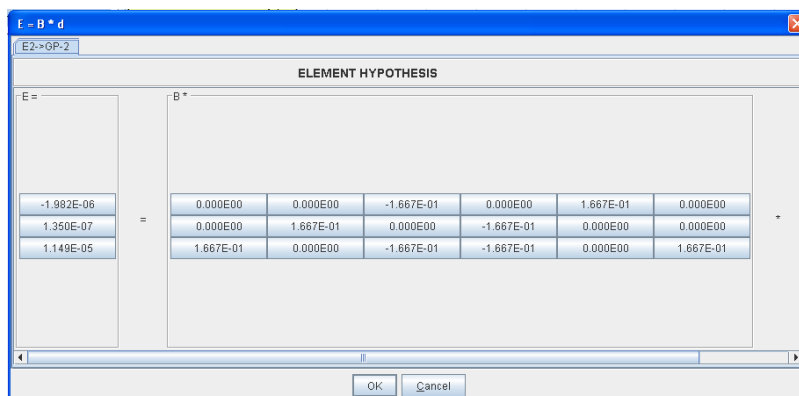 E = B * d
E2->GP-2
ELEMENT HYPOTHESIS
E = B *
-1.982E-06 0.000E00 0.000E00 -1.667E-01 0.000E00 1.667E-01 0.000E00
1.350E-07 = 0.000E00 1.667E-01 0.000E00 -1.667E-01 0.000E00 0.000E00 *
1.149E-05 1.667E-01 0.000E00 -1.667E-01 -1.667E-01 0.000E00 1.667E-01
OK Cancel